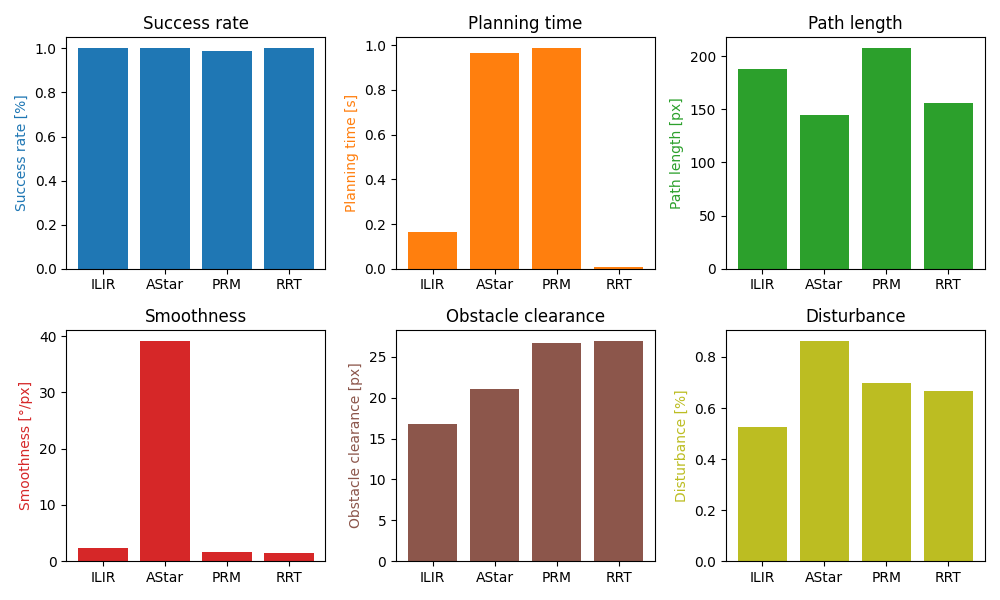 Success rate
Success rate [%]
1.0
0.8
0.6
0.4
0.2
0.0
ILIR AStar PRM RRT
Planning time
Planning time [s]
1.0
0.8
0.6
0.4
0.2
0.0
ILIR AStar PRM RRT
Path length
Path length [px]
200
150
100
50
0
ILIR AStar PRM RRT
Smoothness
Smoothness [°/px]
40
30
20
10
0
ILIR AStar PRM RRT
Obstacle clearance
Obstacle clearance [px]
25
20
15
10
5
0
ILIR AStar PRM RRT
Disturbance
Disturbance [%]
0.8
0.6
0.4
0.2
0.0
ILIR AStar PRM RRT